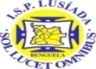 I.S.P. LUSÍADA
"SOL LUCET OMNIBUS"
BENGUELA